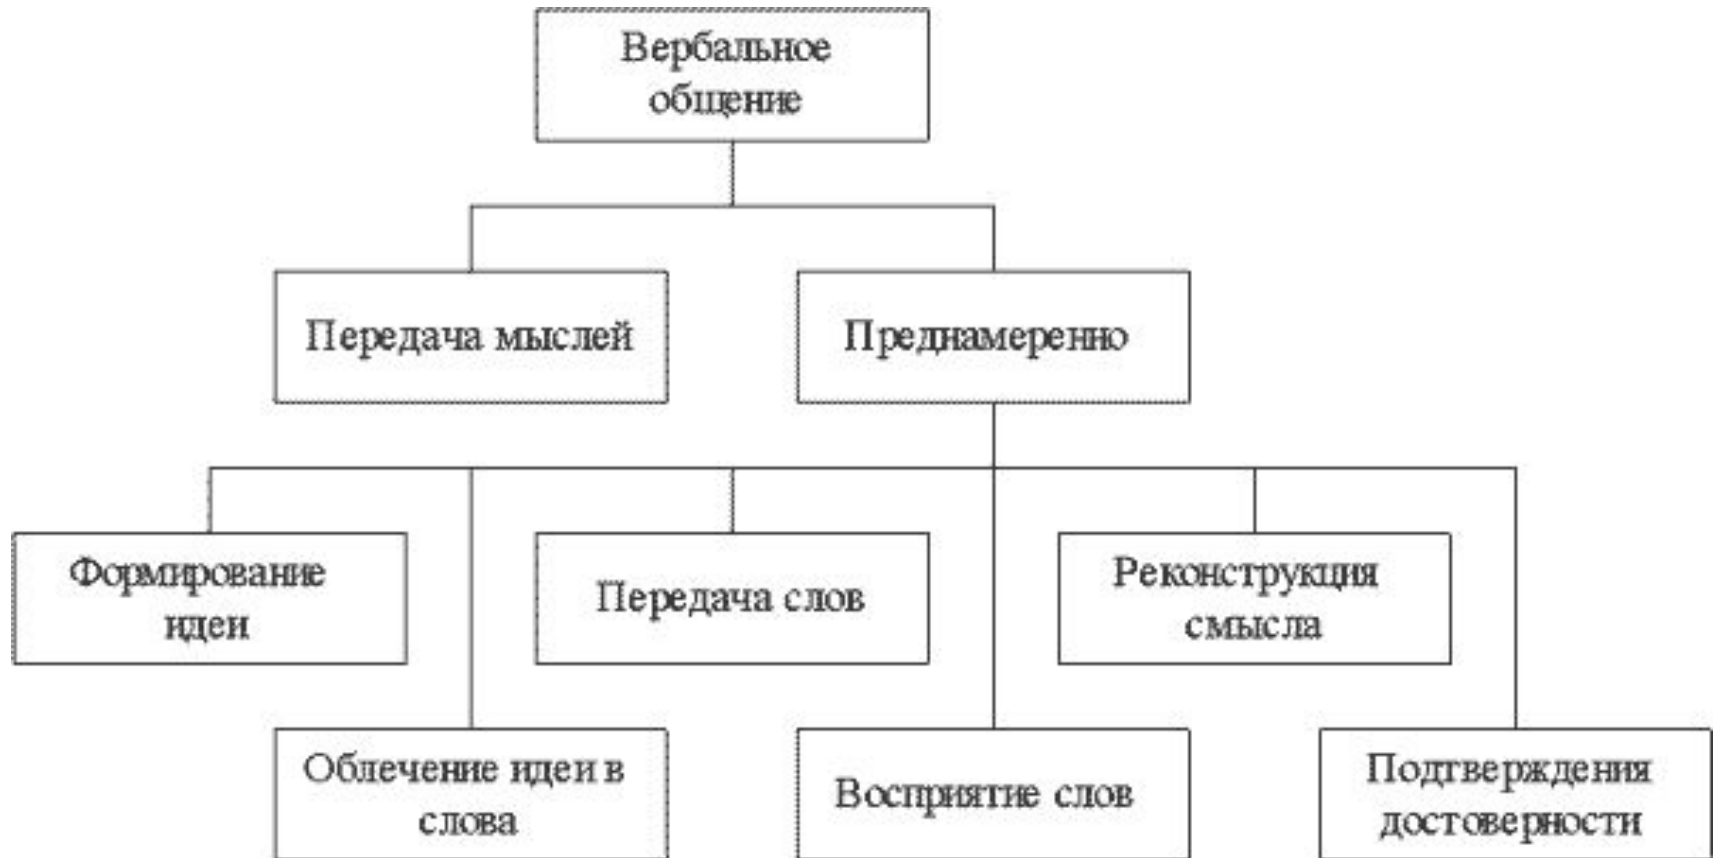 Вербальное
общение
Передача мыслей
Преднамеренно
Формирование
идеи
Передача слов
Реконструкция
смысла
Облечение идеи в
слова
Восприятие слов
Подтверждения
достоверности